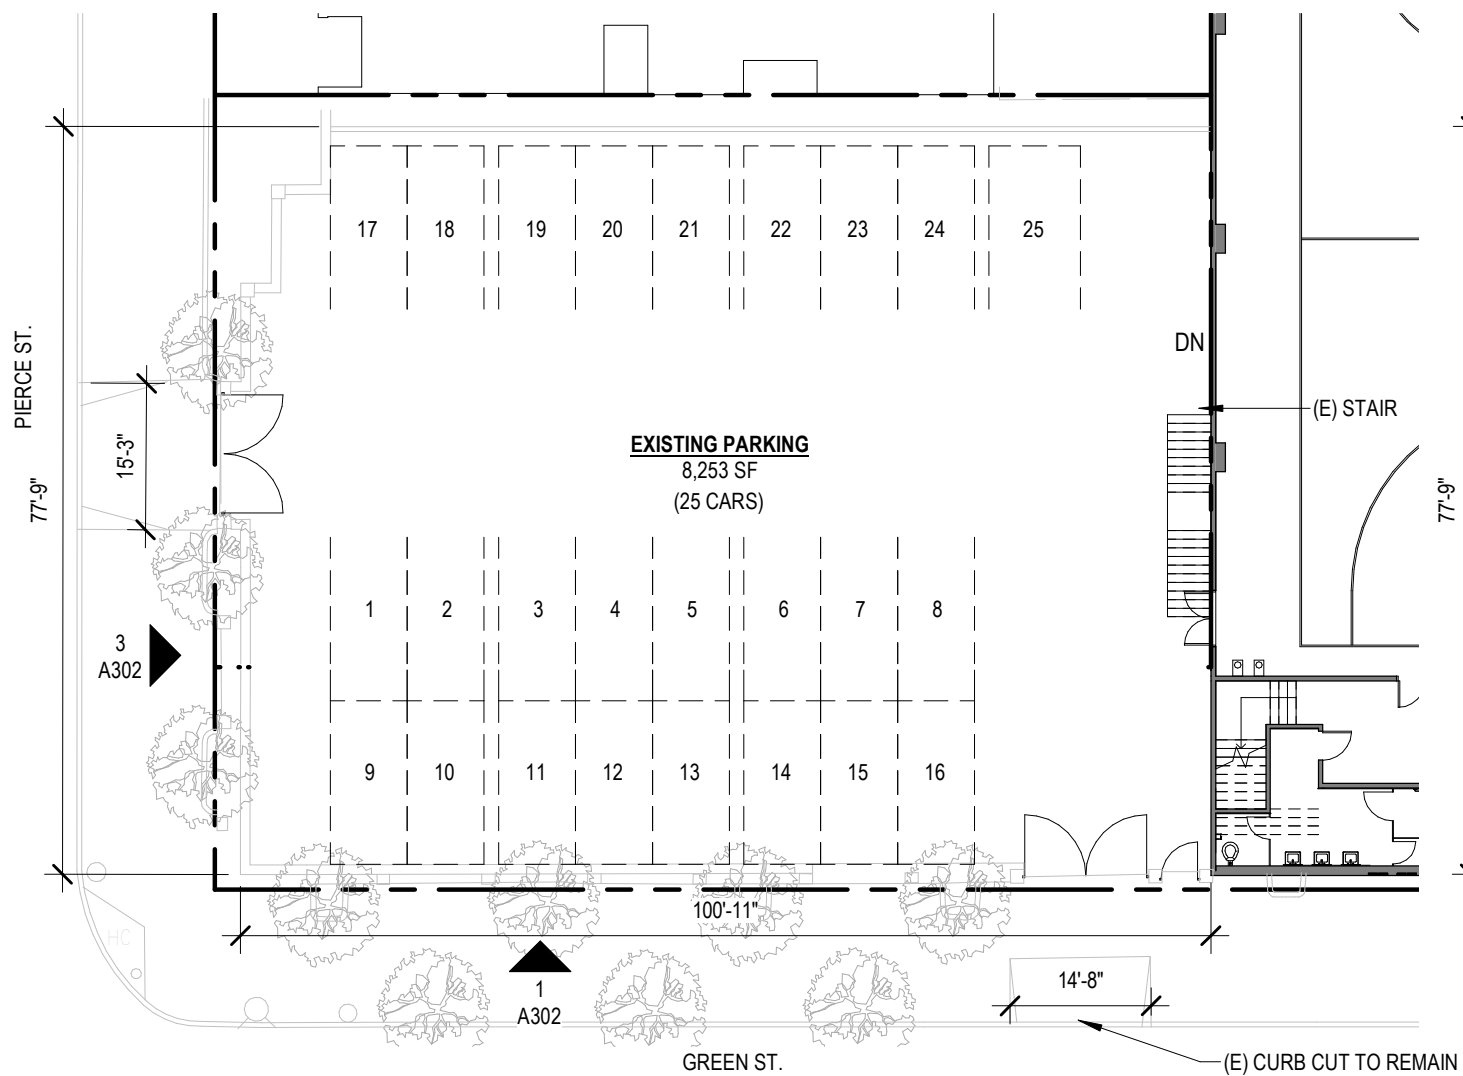 17 18 19 20 21 22 23 24 25
DN
PIERCE ST.
(E) STAIR
EXISTING PARKING
8,253 SF
(25 CARS)
15'-3"
77'-9"
77'-9"
1 2 3 4 5 6 7 8
3
A302
9 10 11 12 13 14 15 16
100'-11"
HC
14'-8"
1
A302
GREEN ST.
(E) CURB CUT TO REMAIN